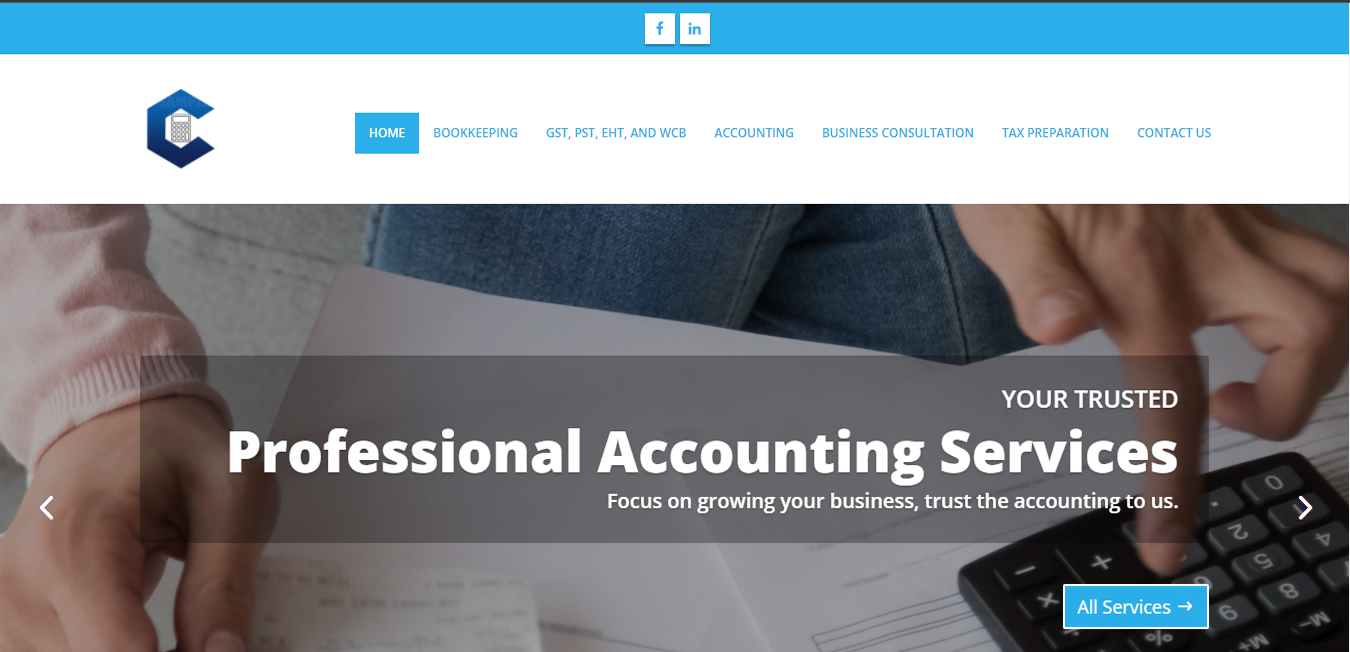 HOME BOOKKEEPING GST, PST, EHT, AND WCB ACCOUNTING BUSINESS CONSULTATION TAX PREPARATION CONTACT US
YOUR TRUSTED
Professional Accounting Services
Focus on growing your business, trust the accounting to us.
All Services →